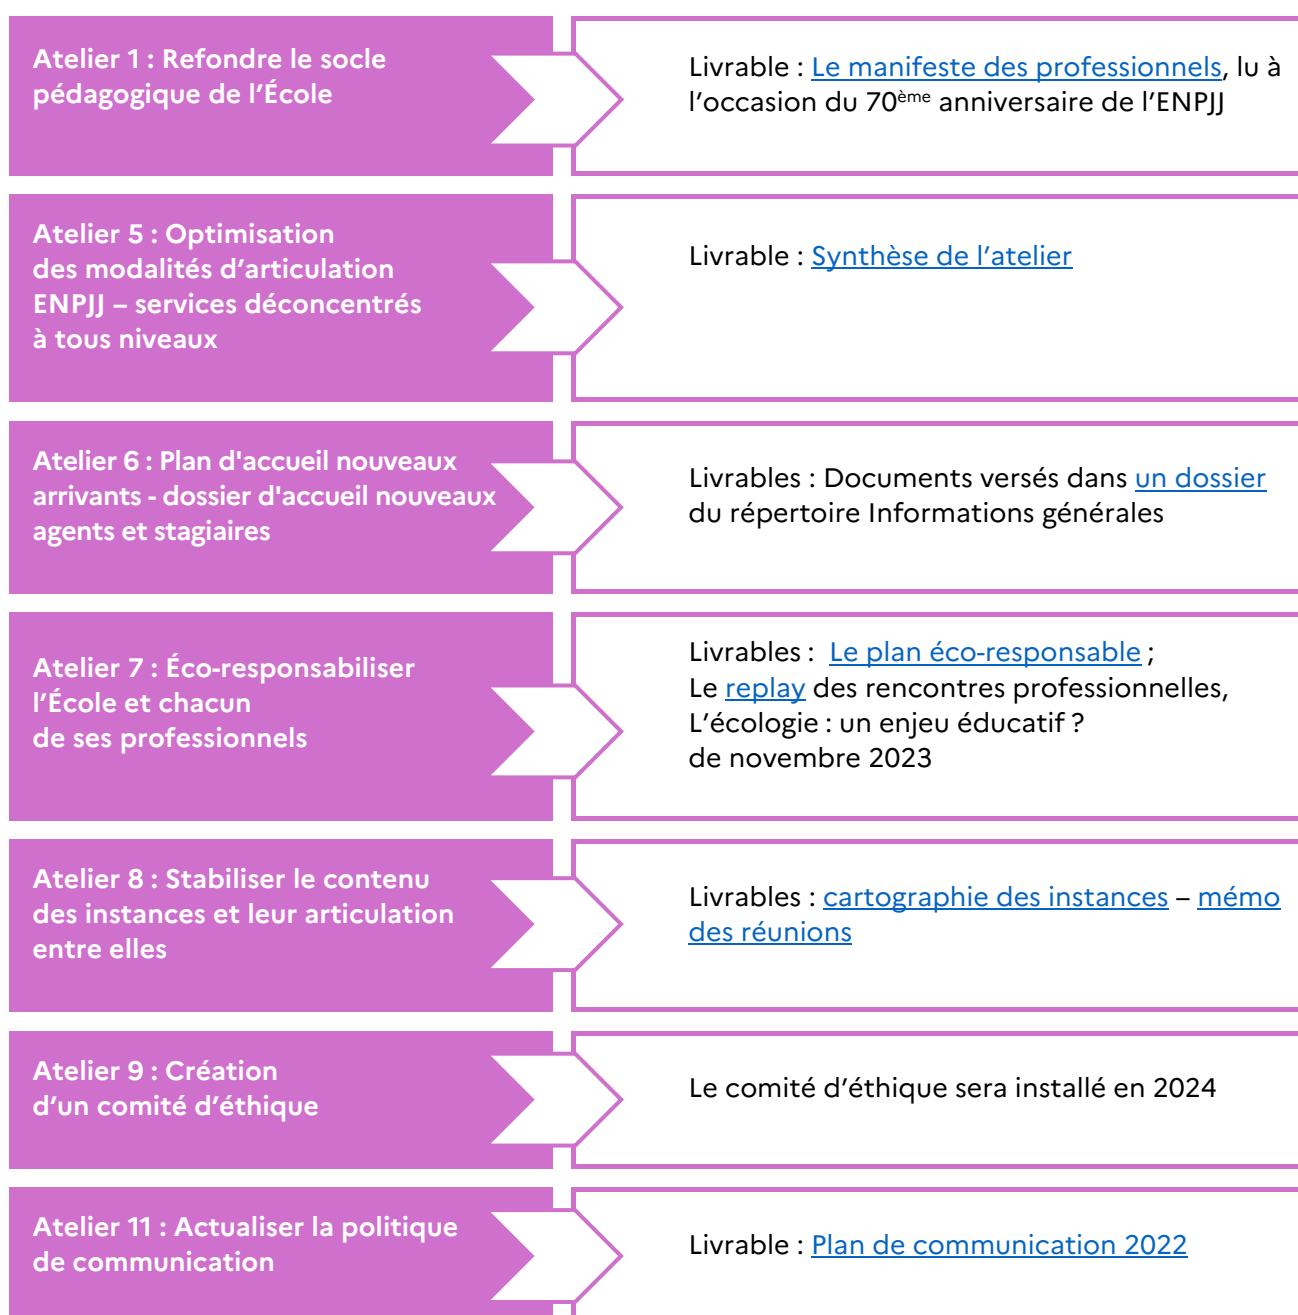 Atelier 1 : Refondre le socle
pédagogique de l’École
Livrable : Le manifeste des professionnels, lu à
l’occasion du 70ème anniversaire de l’ENPJJ
Atelier 5 : Optimisation
des modalités d’articulation
ENPJJ – services déconcentrés
à tous niveaux
Livrable : Synthèse de l’atelier
Atelier 6 : Plan d'accueil nouveaux
arrivants - dossier d'accueil nouveaux
agents et stagiaires
Livrables : Documents versés dans un dossier
du répertoire Informations générales
Atelier 7 : Éco-responsabiliser
l’École et chacun
de ses professionnels
Livrables : Le plan éco-responsable ;
Le replay des rencontres professionnelles,
L’écologie : un enjeu éducatif ?
de novembre 2023
Atelier 8 : Stabiliser le contenu
des instances et leur articulation
entre elles
Livrables : cartographie des instances – mémo
des réunions
Atelier 9 : Création
d’un comité d’éthique
Le comité d’éthique sera installé en 2024
Atelier 11 : Actualiser la politique
de communication
Livrable : Plan de communication 2022